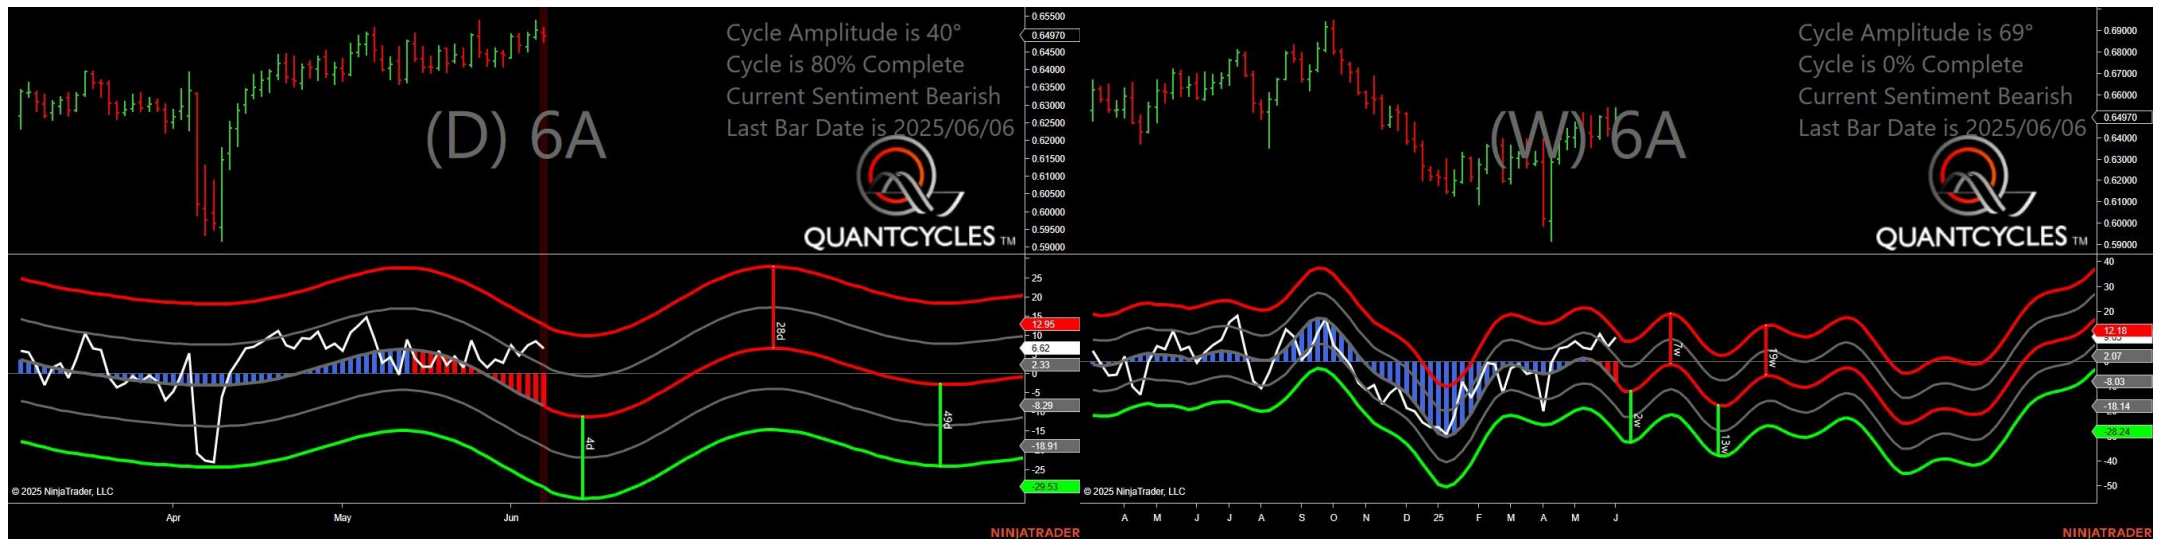 Cycle Amplitude is 40°
Cycle is 80% Complete
Current Sentiment Bearish
Last Bar Date is 2025/06/06
(D) 6A
QUANTCYCLES TM
0.65500
0.64970
0.64500
0.64000
0.63500
0.63000
0.62500
0.62000
0.61500
0.61000
0.60500
0.60000
0.59500
0.59000
25
20
15
12.95
10
6.62
2.33
0
-5
-8.29
-10
-15
-18.91
-25
-29.53
28d
4d
49d
© 2025 NinjaTrader, LLC
Apr May Jun
NINJATRADER
Cycle Amplitude is 69°
Cycle is 0% Complete
Current Sentiment Bearish
Last Bar Date is 2025/06/06
(W) 6A
QUANTCYCLES TM
0.69000
0.68000
0.67000
0.66000
0.64970
0.64000
0.63000
0.62000
0.61000
0.60000
0.59000
40
30
20
12.18
2.07
-8.03
-18.14
-28.24
-40
-50
7w
19w
2w
13w
© 2025 NinjaTrader, LLC
A M J J A S O N D 25 F M A M J
NINJATRADER